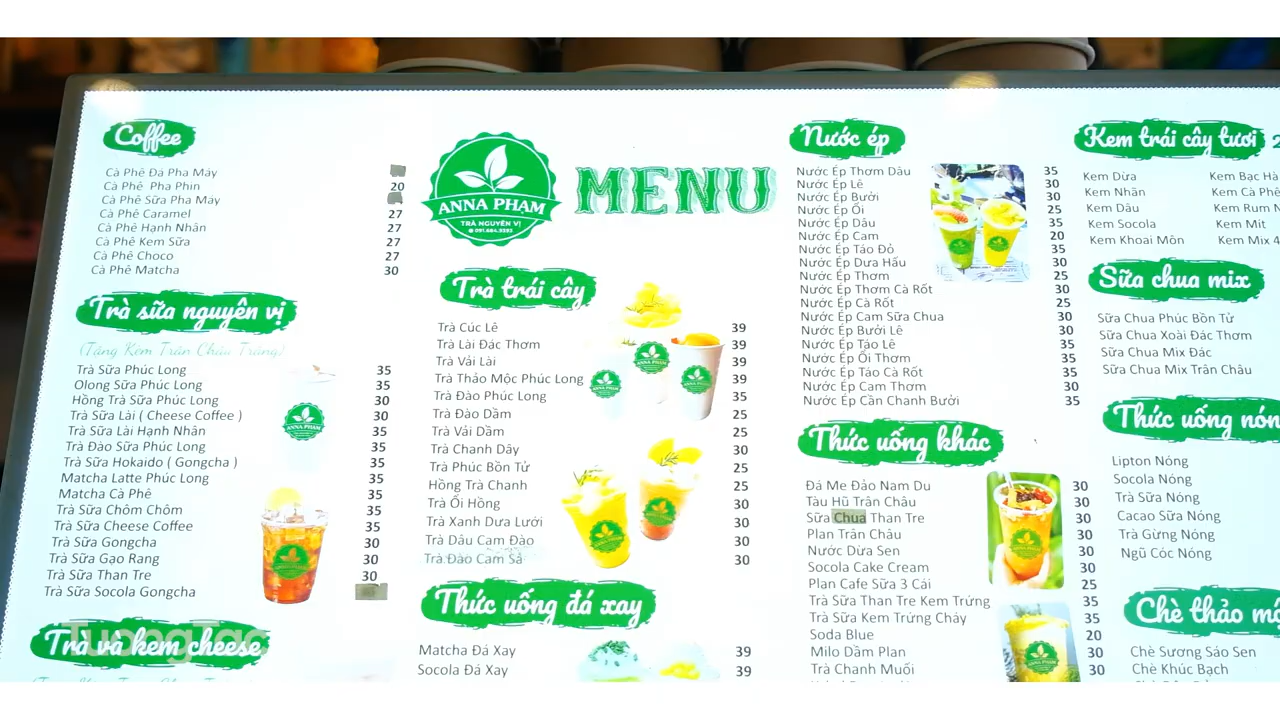 Coffee
Cà Phê Đá Pha Máy
Cà Phê Pha Phin 20
Cà Phê Sữa Pha Máy
Cà Phê Caramel 27
Cà Phê Hạnh Nhân 27
Cà Phê Kem Sữa 27
Cà Phê Choco 27
Cà Phê Matcha 30
Trà sữa nguyên vị
(Tặng Kèm Trân Châu Trắng)
Trà Sữa Phúc Long 35
Olong Sữa Phúc Long 35
Hồng Trà Sữa Phúc Long 30
Trà Sữa Lài ( Cheese Coffee ) 30
Trà Sữa Lài Hạnh Nhân 35
Trà Đào Sữa Phúc Long 35
Trà Sữa Hokaido ( Gongcha ) 35
Matcha Latte Phúc Long 35
Matcha Cà Phê 35
Trà Sữa Chôm Chôm 35
Trà Sữa Cheese Coffee 35
Trà Sữa Gongcha 30
Trà Sữa Gạo Rang 30
Trà Sữa Than Tre 30
Trà Sữa Socola Gongcha
Trà và kem cheese
ANNA PHẠM
TRÀ NGUYÊN VỊ
091.664.9393
MENU
Trà trái cây
Trà Cúc Lê 39
Trà Lài Đác Thơm 39
Trà Vải Lài 39
Trà Thảo Mộc Phúc Long 39
Trà Đào Phúc Long 35
Trà Đào Dầm 25
Trà Vải Dầm 25
Trà Chanh Dây 30
Trà Phúc Bồn Tử 25
Hồng Trà Chanh 25
Trà Ổi Hồng 30
Trà Xanh Dưa Lưới 30
Trà Dâu Cam Đào 30
Trà Đào Cam Sả 30
Thức uống đá xay
Matcha Đá Xay 39
Socola Đá Xay 39
Nước ép
Nước Ép Thơm Dâu 35
Nước Ép Lê 30
Nước Ép Bưởi 30
Nước Ép Ổi 25
Nước Ép Dâu 35
Nước Ép Cam 20
Nước Ép Táo Đỏ 35
Nước Ép Dưa Hấu 30
Nước Ép Thơm 25
Nước Ép Thơm Cà Rốt 30
Nước Ép Cà Rốt 25
Nước Ép Cam Sữa Chua 30
Nước Ép Bưởi Lê 30
Nước Ép Táo Lê 35
Nước Ép Ổi Thơm 35
Nước Ép Táo Cà Rốt 35
Nước Ép Cam Thơm 30
Nước Ép Cần Chanh Bưởi 35
Thức uống khác
Đá Me Đảo Nam Du 30
Tàu Hũ Trân Châu 30
Sữa Chua Than Tre 30
Plan Trân Châu 30
Nước Dừa Sen 30
Socola Cake Cream 30
Plan Cafe Sữa 3 Cái 25
Trà Sữa Than Tre Kem Trứng 35
Trà Sữa Kem Trứng Cháy 35
Soda Blue 20
Milo Dầm Plan 30
Trà Chanh Muối 30
Kem trái cây tươi
Kem Dừa Kem Bạc Hà
Kem Nhãn Kem Cà Phê
Kem Dâu Kem Rum
Kem Socola Kem Mít
Kem Khoai Môn Kem Mix 4
Sữa chua mix
Sữa Chua Phúc Bồn Tử
Sữa Chua Xoài Đác Thơm
Sữa Chua Mix Đác
Sữa Chua Mix Trân Châu
Thức uống nón
Lipton Nóng
Socola Nóng
Trà Sữa Nóng
Cacao Sữa Nóng
Trà Gừng Nóng
Ngũ Cóc Nóng
Chè thảo mộ
Chè Sương Sáo Sen
Chè Khúc Bạch